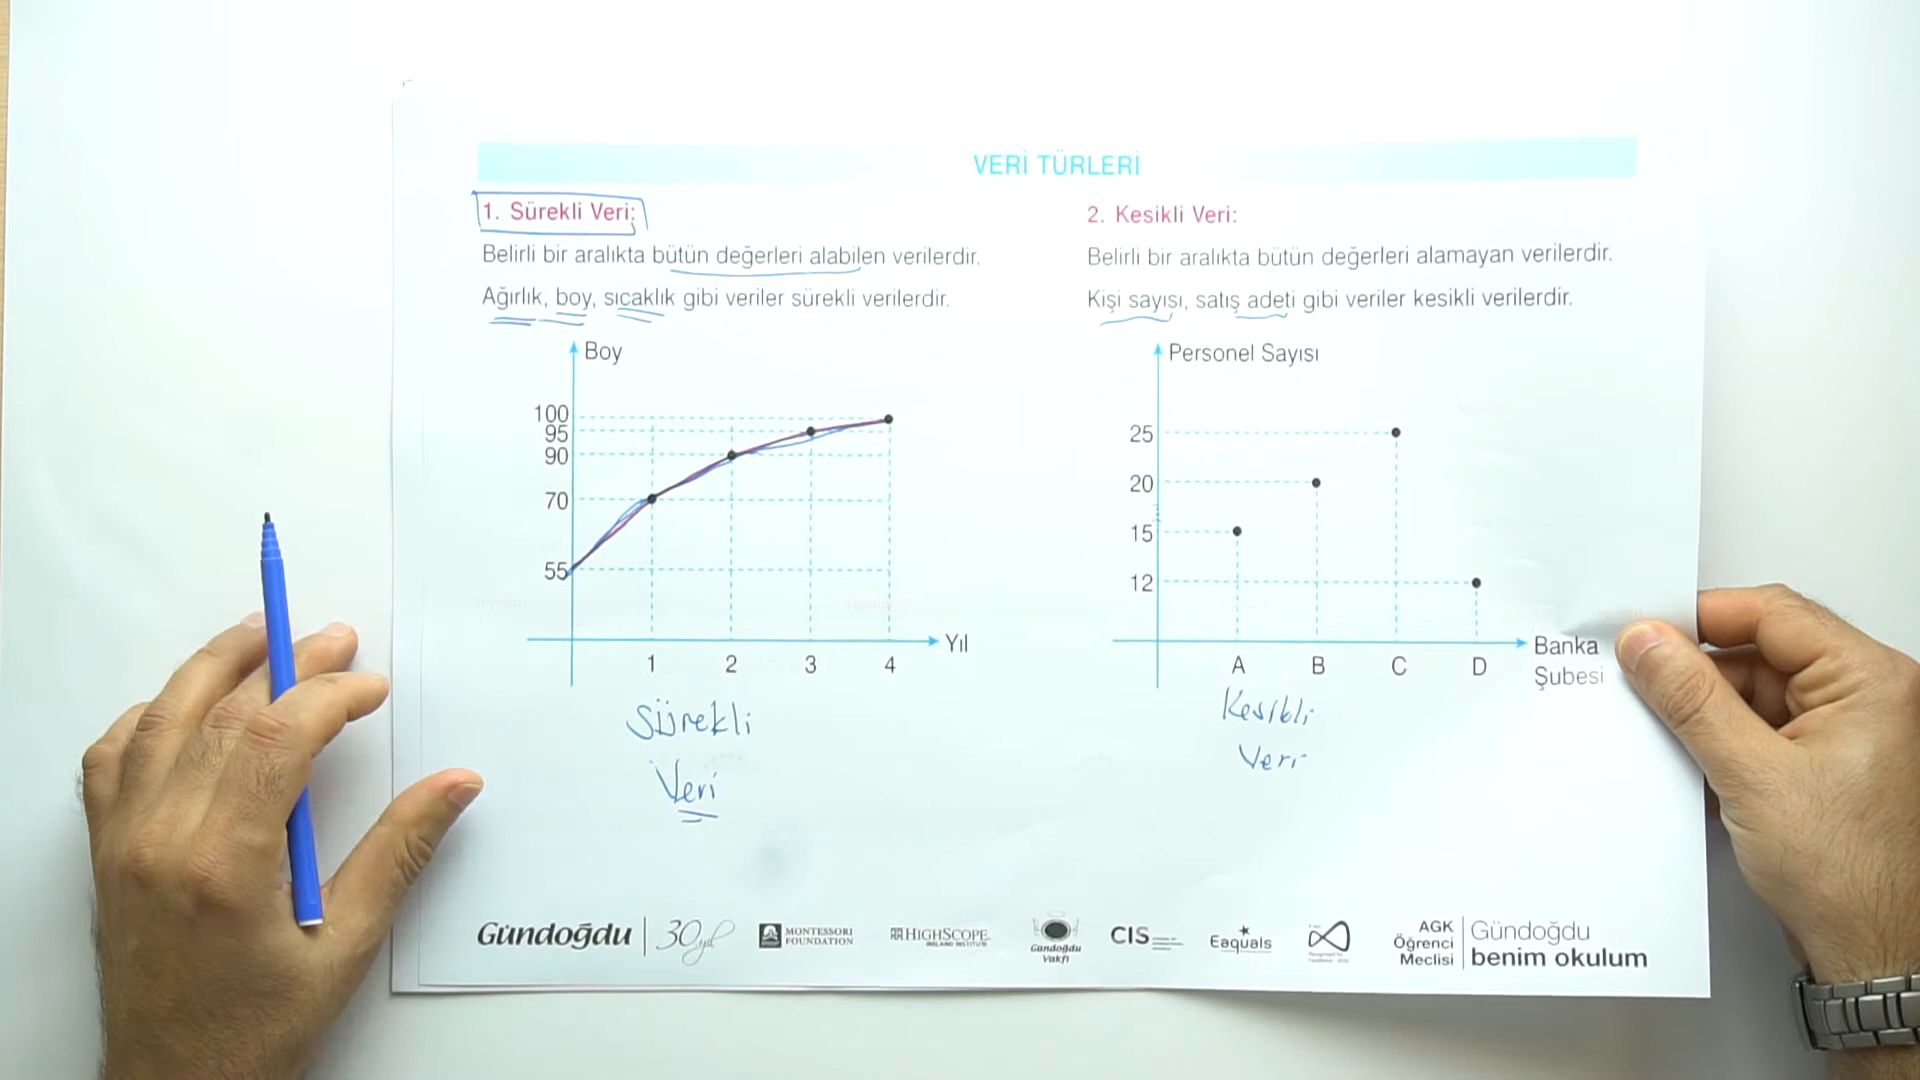 VERİ TÜRLERİ
1. Sürekli Veri:
Belirli bir aralıkta bütün değerleri alabilen verilerdir.
Ağırlık, boy, sıcaklık gibi veriler sürekli verilerdir.
Boy
100
95
90
70
55
Yıl
1 2 3 4
Sürekli
Veri
2. Kesikli Veri:
Belirli bir aralıkta bütün değerleri alamayan verilerdir.
Kişi sayısı, satış adeti gibi veriler kesikli verilerdir.
Personel Sayısı
25
20
15
12
Banka
Şubesi
A B C D
Kesikli
Veri
Gündoğdu
30.yıl
MONTESSORI
FOUNDATION
HIGHSCOPE
Gündoğdu
Vakfı
CIS
Eaquals
AGK
Öğrenci
Meclisi
Gündoğdu
benim okulum